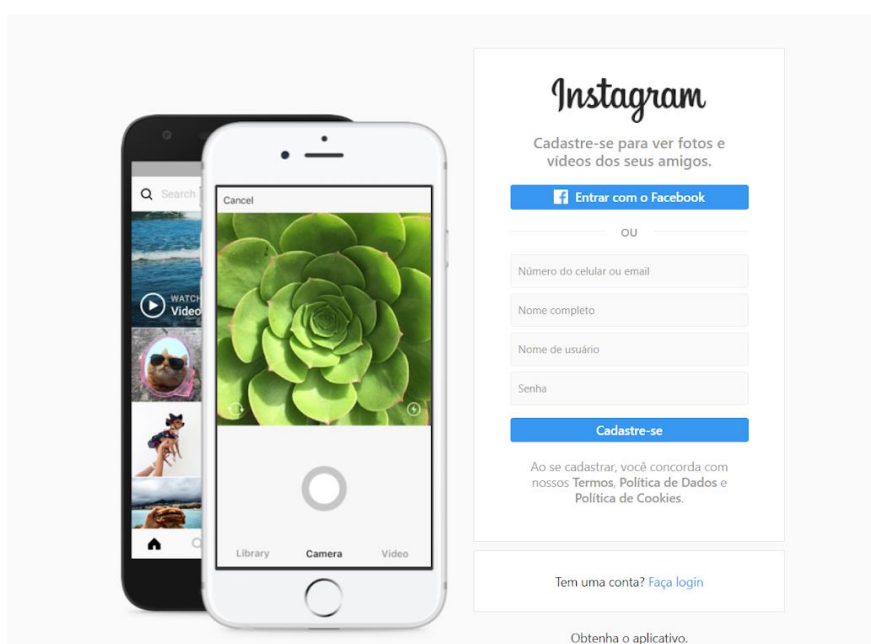 Instagram
Cadastre-se para ver fotos e
vídeos dos seus amigos.
Entrar com o Facebook
OU
Número do celular ou email
Nome completo
Nome de usuário
Senha
Cadastre-se
Ao se cadastrar, você concorda com
nossos Termos, Política de Dados e
Política de Cookies.
Tem uma conta? Faça login
Obtenha o aplicativo.
Search
WATCH
Video
Cancel
Library Camera Video